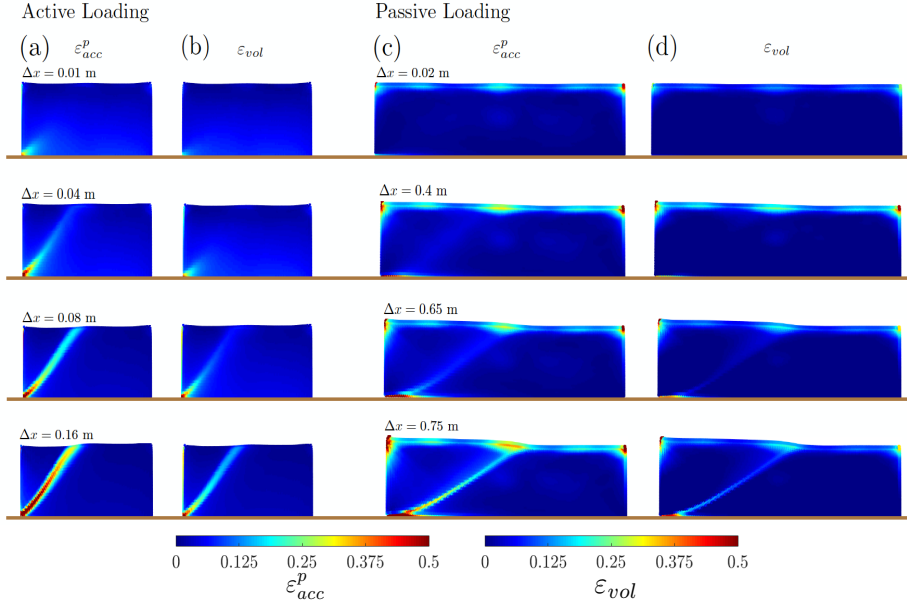 Active Loading
Passive Loading
(a) ε^p_acc
(b) ε_vol
(c) ε^p_acc
(d) ε_vol
Δx = 0.01 m
Δx = 0.02 m
Δx = 0.04 m
Δx = 0.4 m
Δx = 0.08 m
Δx = 0.65 m
Δx = 0.16 m
Δx = 0.75 m
0 0.125 0.25 0.375 0.5
ε^p_acc
0 0.125 0.25 0.375 0.5
ε_vol